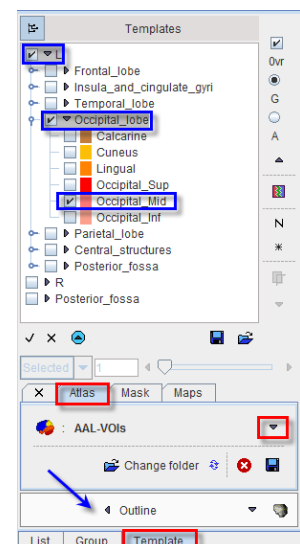 Templates
L
Frontal_lobe
Insula_and_cingulate_gyri
Temporal_lobe
Occipital_lobe
Calcarine
Cuneus
Lingual
Occipital_Sup
Occipital_Mid
Occipital_Inf
Parietal_lobe
Central_structures
Posterior_fossa
R
Posterior_fossa
0vr
G
A
N
Selected 1
Atlas Mask Maps
: AAL-VOIs
Change folder
Outline
List Group Template